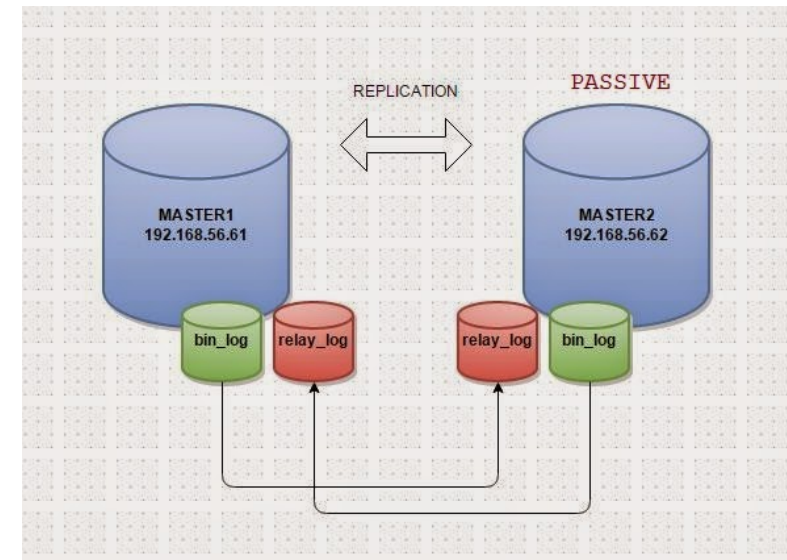 REPLICATION
PASSIVE
MASTER1
192.168.56.61
MASTER2
192.168.56.62
bin_log
relay_log
relay_log
bin_log